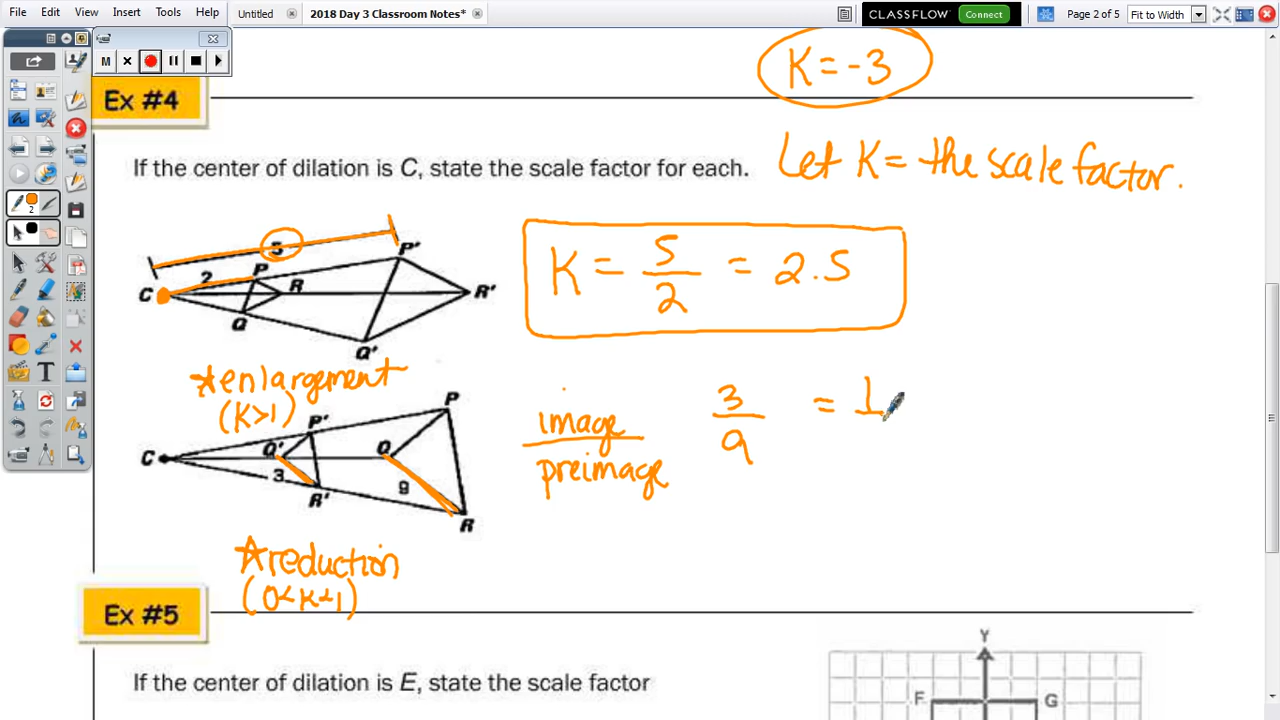 File Edit View Insert Tools Help
Untitled
2018 Day 3 Classroom Notes*
CLASSFLOW Connect
Page 2 of 5
Fit to Width
M
K = -3
Ex #4
If the center of dilation is C, state the scale factor for each.
Let K = the scale factor.
5
2
C P R Q P' R' Q'
K = 5/2 = 2.5
*enlargement
(K>1)
image/preimage
3/9 = 1
C P' Q' R' P Q R
3
9
*reduction
(0<K<1)
Ex #5
If the center of dilation is E, state the scale factor
Y
F G
2
T